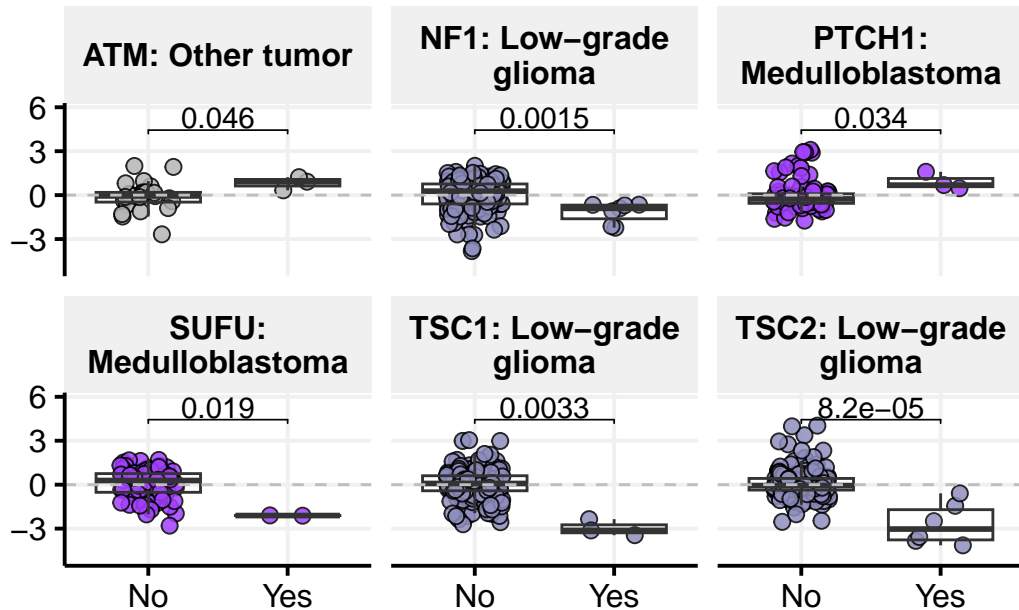 ATM: Other tumor
NF1: Low−grade
glioma
PTCH1:
Medulloblastoma
6
3
0
−3
0.046
0.0015
0.034
SUFU:
Medulloblastoma
TSC1: Low−grade
glioma
TSC2: Low−grade
glioma
6
3
0
−3
0.019
0.0033
8.2e−05
No
Yes
No
Yes
No
Yes